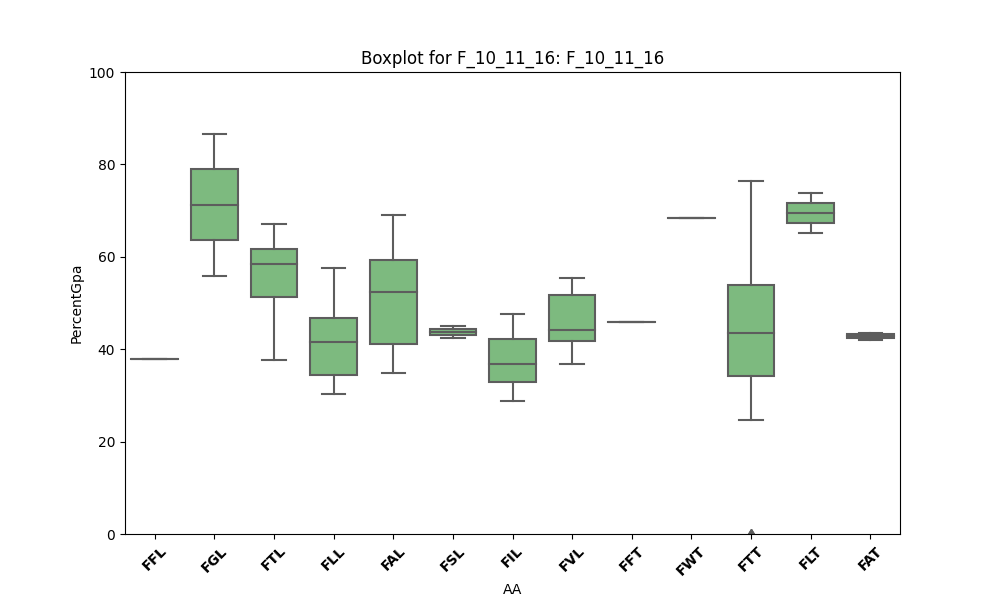 Boxplot for F_10_11_16: F_10_11_16
100
80
60
40
20
0
PercentGpa
FFL
FGL
FTL
FLL
FAL
FSL
FIL
FVL
FFT
FWT
FTT
FLT
FAT
AA